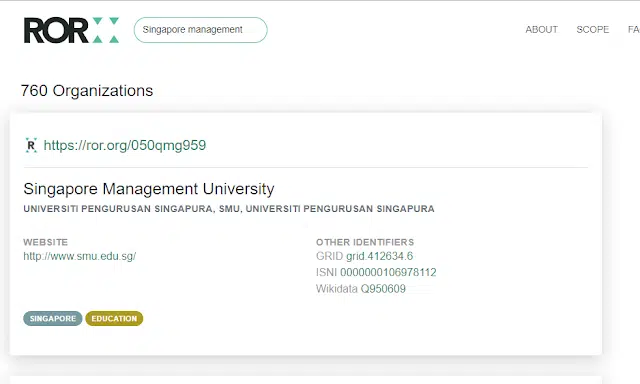 ROR
Singapore management
ABOUT SCOPE FA
760 Organizations
R https://ror.org/050qmg959
Singapore Management University
UNIVERSITI PENGURUSAN SINGAPURA, SMU, UNIVERSITI PENGURUSAN SINGAPURA
WEBSITE
http://www.smu.edu.sg/
OTHER IDENTIFIERS
GRID grid.412634.6
ISNI 0000000106978112
Wikidata Q950609
SINGAPORE EDUCATION